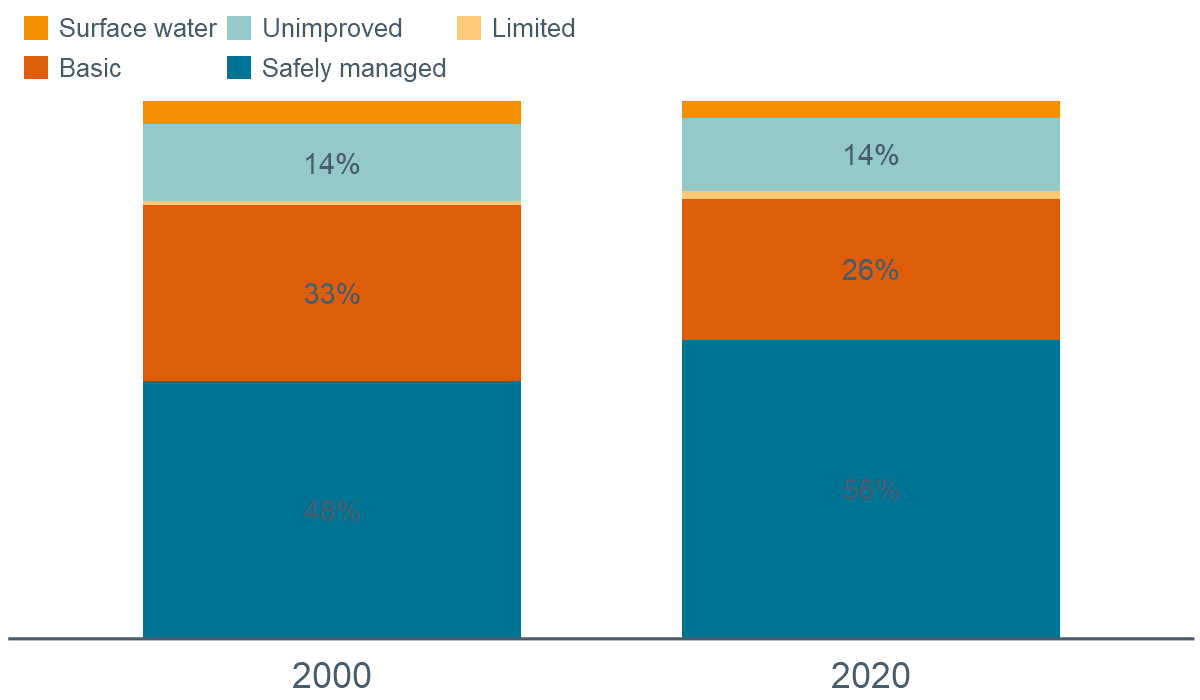 Surface water Unimproved Limited
Basic Safely managed
14% 14%
33% 26%
48% 56%
2000 2020